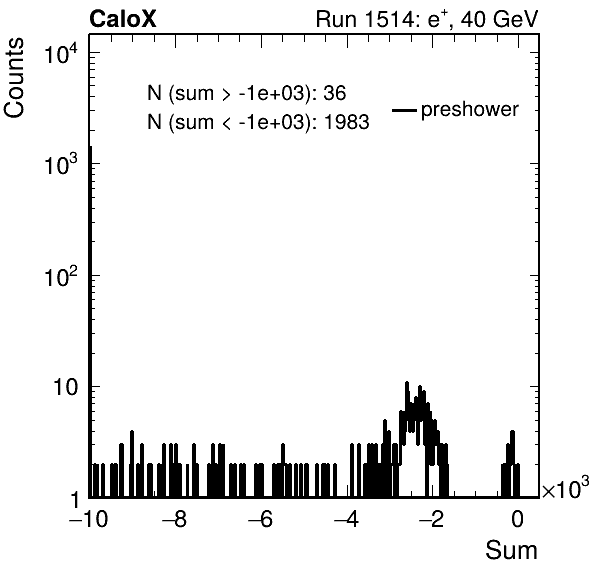 CaloX Run 1514: e⁺, 40 GeV
Counts
N (sum > -1e+03): 36
N (sum < -1e+03): 1983
preshower
10⁴
10³
10²
10
1
−10 −8 −6 −4 −2 0
×10³
Sum